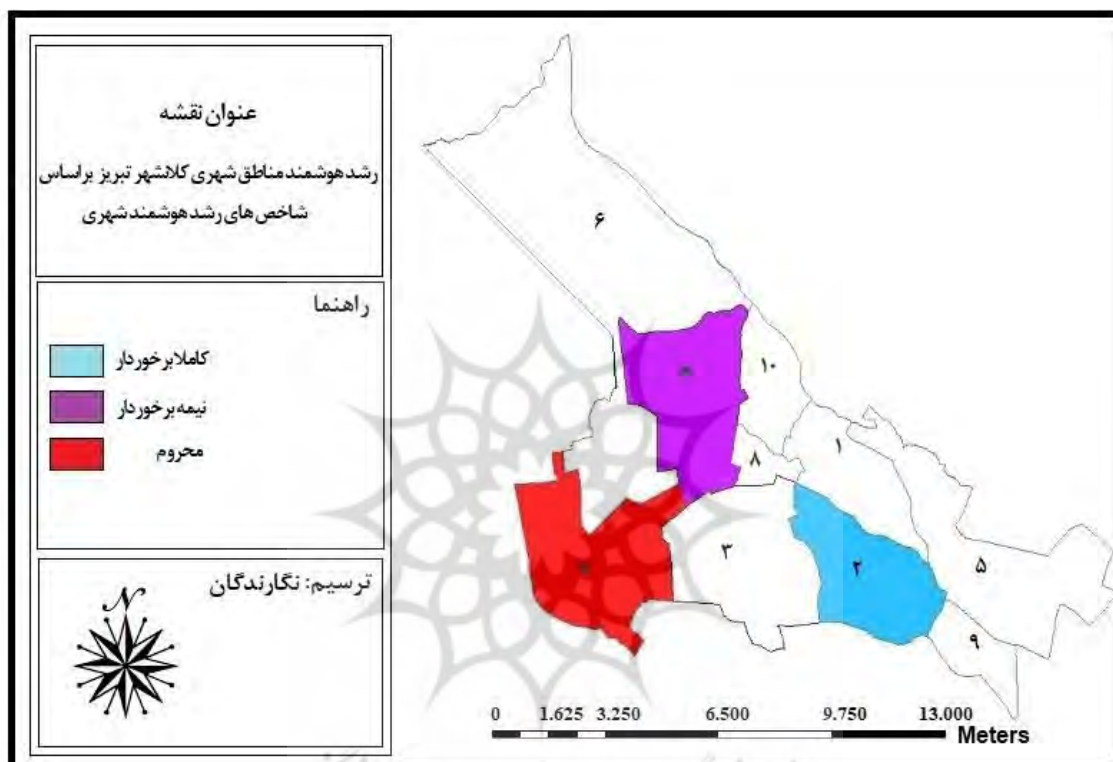 عنوان نقشه
رشد هوشمند مناطق شهری کلانشهر تبریز براساس
شاخص های رشد هوشمند شهری
راهنما
کاملا برخوردار
نیمه برخوردار
محروم
ترسیم: نگارندگان
N
۶
۱۰
۸
۱
۳
۲
۵
۹
0 1.625 3.250 6.500 9.750 13.000
Meters